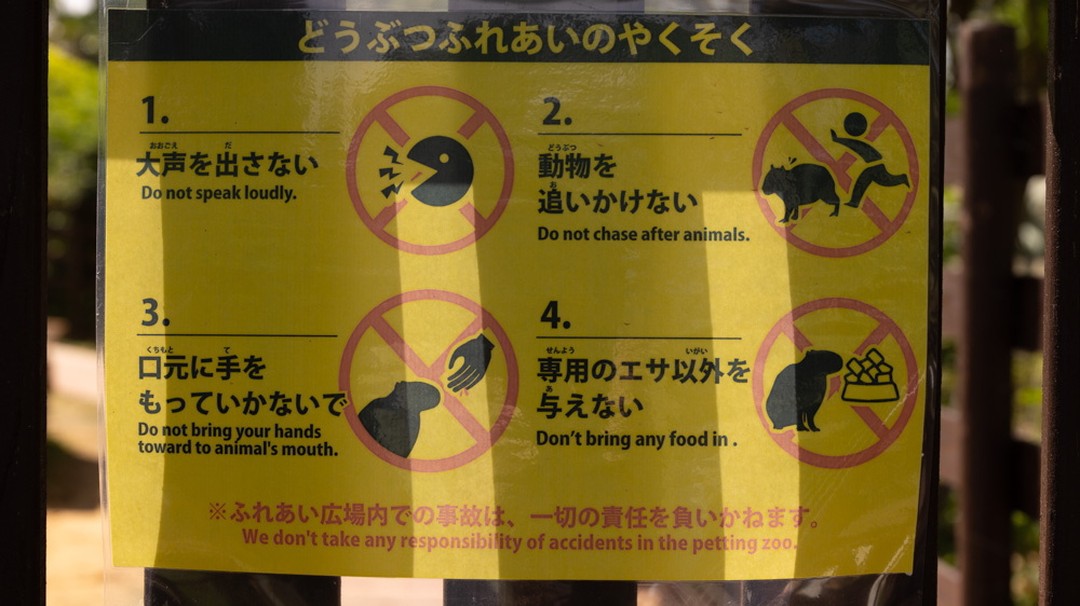 どうぶつふれあいのやくそく
1.
大声を出さない
Do not speak loudly.
2.
動物を
追いかけない
Do not chase after animals.
3.
口元に手を
もっていかないで
Do not bring your hands
toward to animal's mouth.
4.
専用のエサ以外を
与えない
Don't bring any food in .
※ふれあい広場内での事故は、一切の責任を負いかねます。
We don't take any responsibility of accidents in the petting zoo.